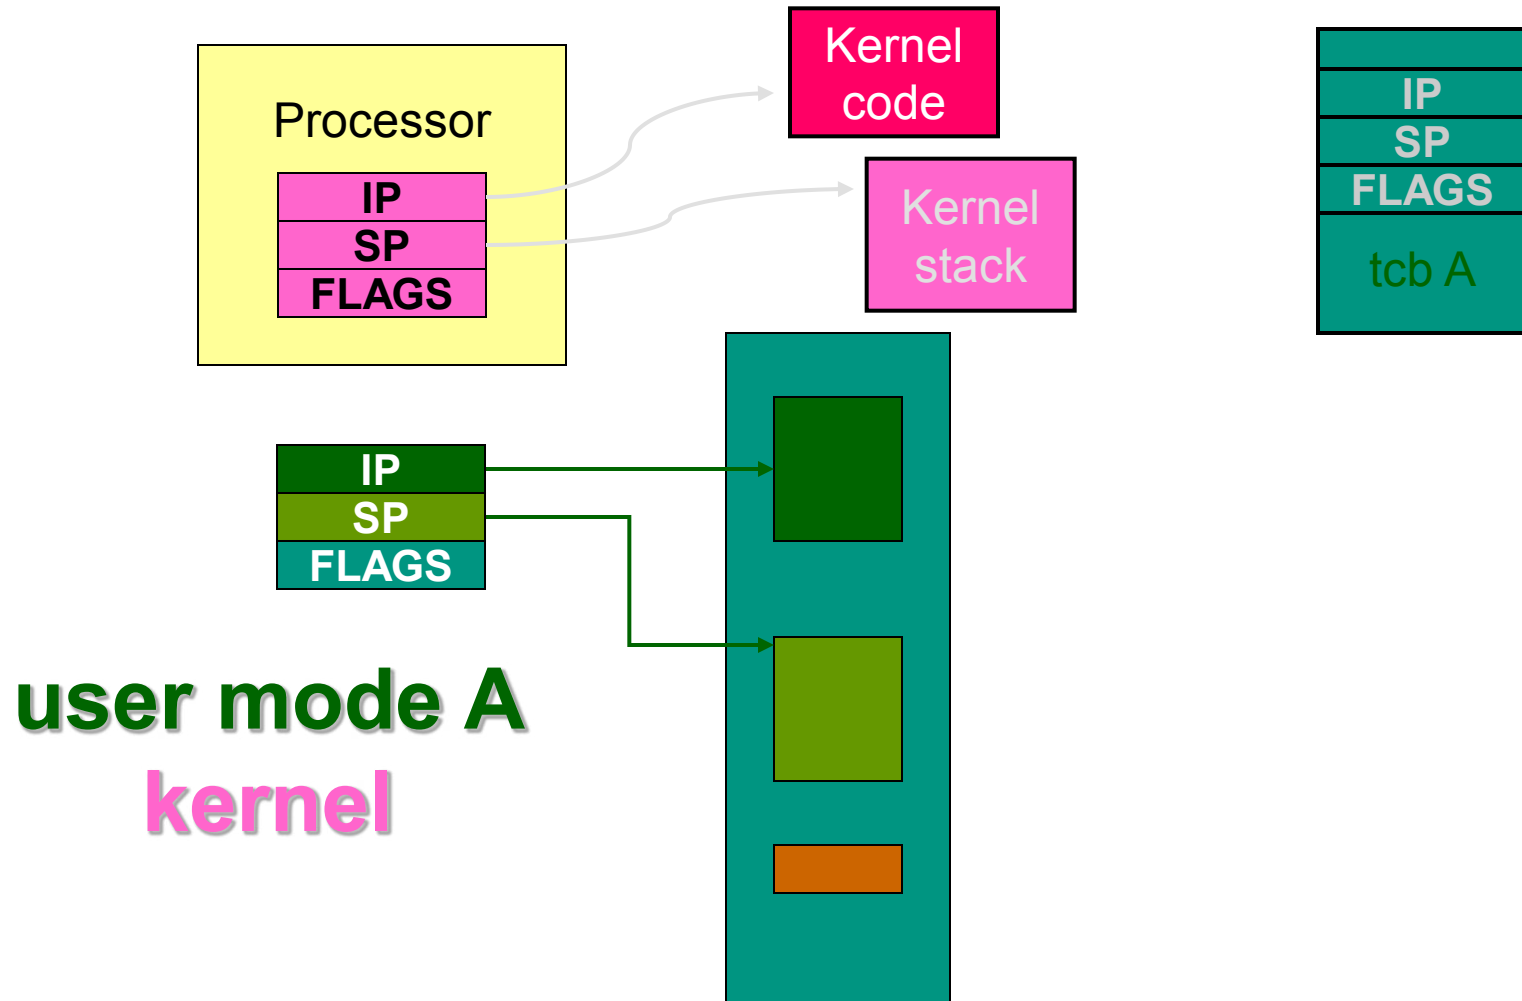 Processor
IP
SP
FLAGS
Kernel
code
Kernel
stack
IP
SP
FLAGS
tcb A
IP
SP
FLAGS
user mode A
kernel